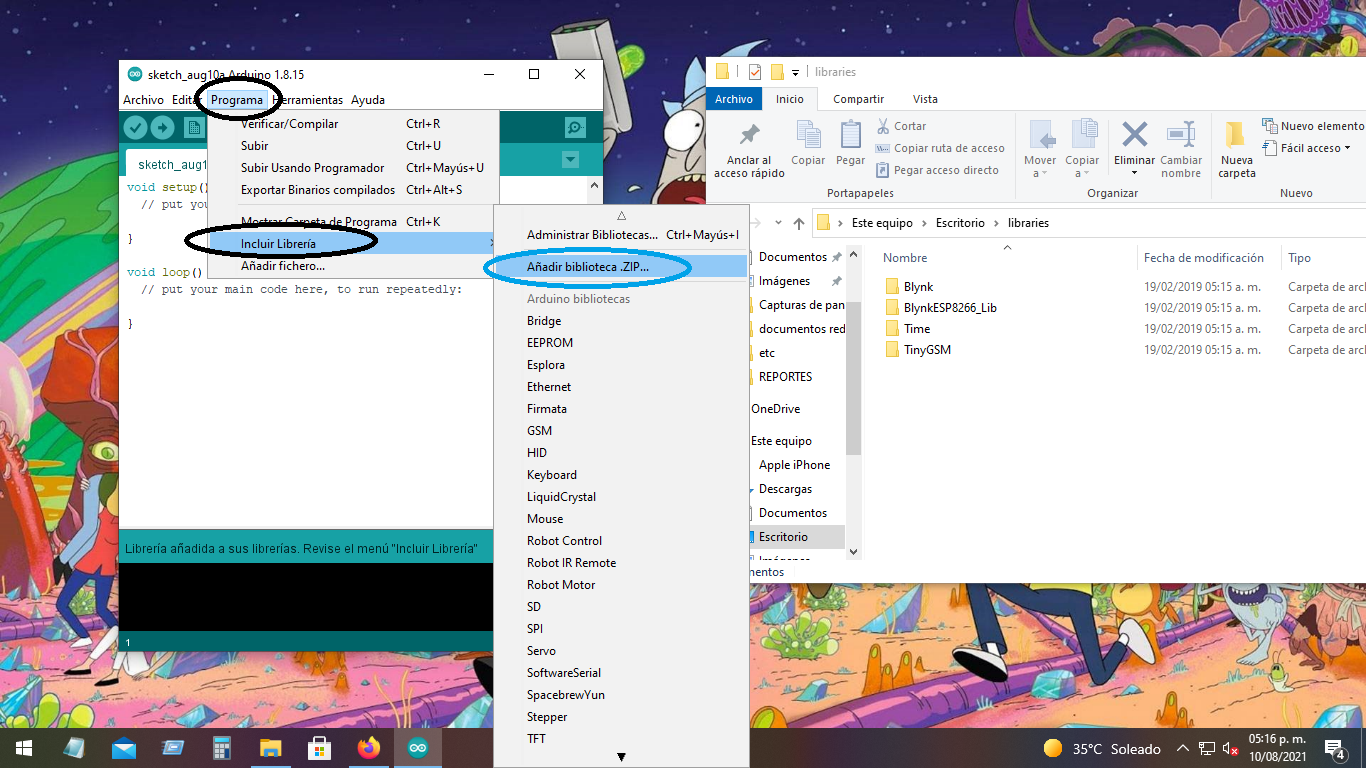 sketch_aug10a Arduino 1.8.15
Archivo Editar Programa Herramientas Ayuda
Verificar/Compilar Ctrl+R
Subir Ctrl+U
Subir Usando Programador Ctrl+Mayús+U
Exportar Binarios compilados Ctrl+Alt+S
Mostrar Carpeta de Programa Ctrl+K
Incluir Librería
Añadir fichero...
sketch_aug1
void setup()
// put you
}
void loop()
// put your main code here, to run repeatedly:
}
Librería añadida a sus librerías. Revise el menú "Incluir Librería"
1
Administrar Bibliotecas... Ctrl+Mayús+I
Añadir biblioteca .ZIP...
Arduino bibliotecas
Bridge
EEPROM
Esplora
Ethernet
Firmata
GSM
HID
Keyboard
LiquidCrystal
Mouse
Robot Control
Robot IR Remote
Robot Motor
SD
SPI
Servo
SoftwareSerial
SpacebrewYun
Stepper
TFT
libraries
Archivo Inicio Compartir Vista
Anclar al
acceso rápido
Copiar
Pegar
Cortar
Copiar ruta de acceso
Pegar acceso directo
Portapapeles
Mover
a
Copiar
a
Eliminar
Cambiar
nombre
Organizar
Nueva
carpeta
Nuevo elemento
Fácil acceso
Nuevo
Este equipo > Escritorio > libraries
Documentos
Imágenes
Capturas de pan
documentos red
etc
REPORTES
OneDrive
Este equipo
Apple iPhone
Descargas
Documentos
Escritorio
Imágenes
mentos
Nombre Fecha de modificación Tipo
Blynk 19/02/2019 05:15 a. m. Carpeta de arc
BlynkESP8266_Lib 19/02/2019 05:15 a. m. Carpeta de arc
Time 19/02/2019 05:15 a. m. Carpeta de arc
TinyGSM 19/02/2019 05:15 a. m. Carpeta de arc
35°C Soleado
05:16 p. m.
10/08/2021
4